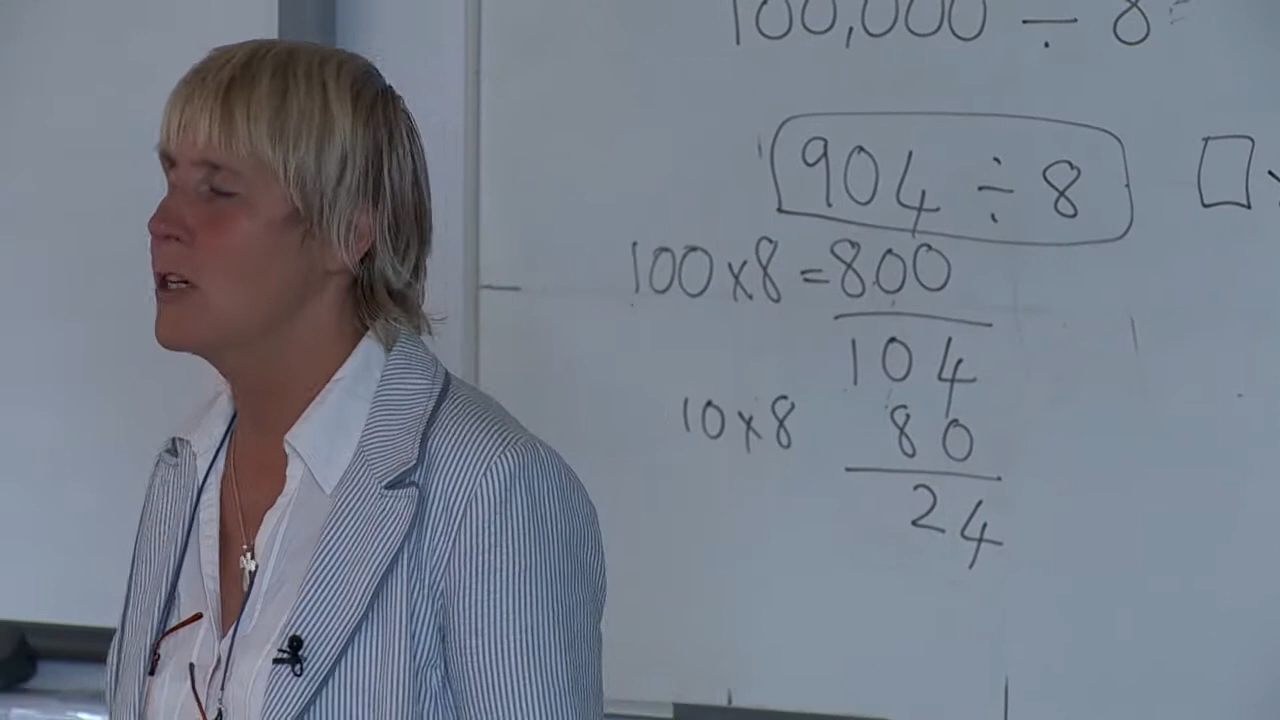 100,000 ÷ 8 =
904 ÷ 8
100 x 8 = 800
104
10 x 8 80
24